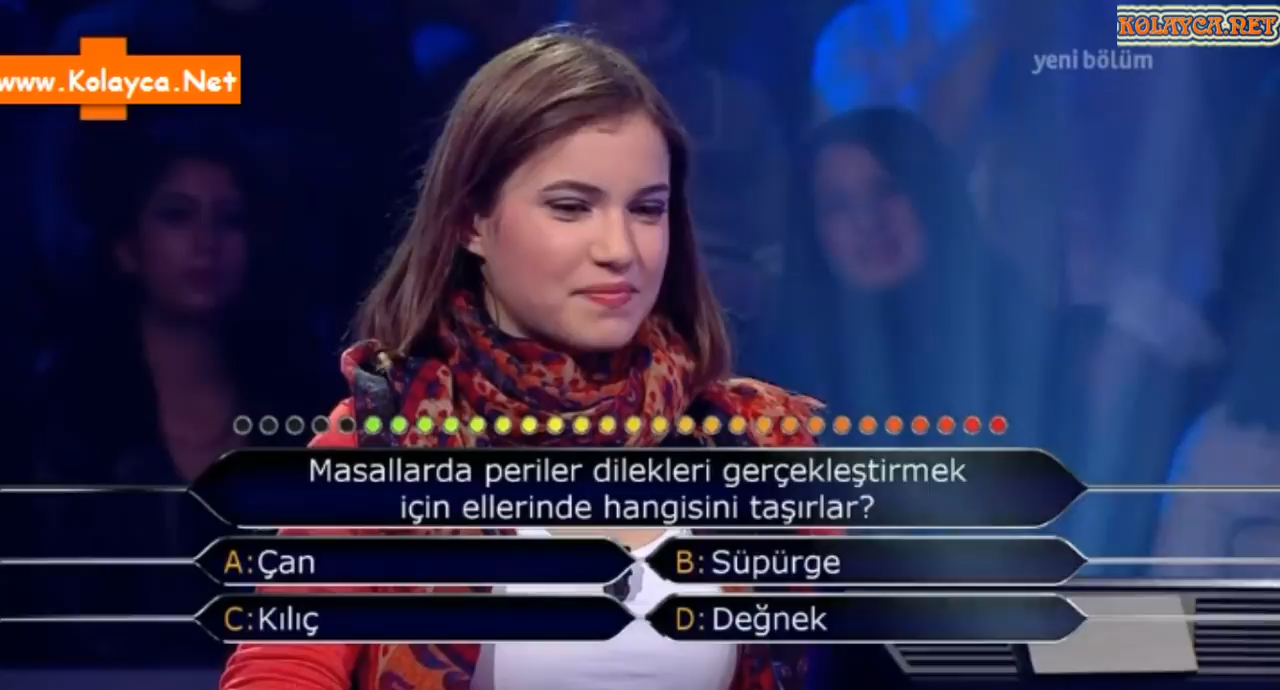 KOLAYCA.NET
yeni bölüm
www.Kolayca.Net
Masallarda periler dilekleri gerçekleştirmek
için ellerinde hangisini taşırlar?
A: Çan
B: Süpürge
C: Kılıç
D: Değnek